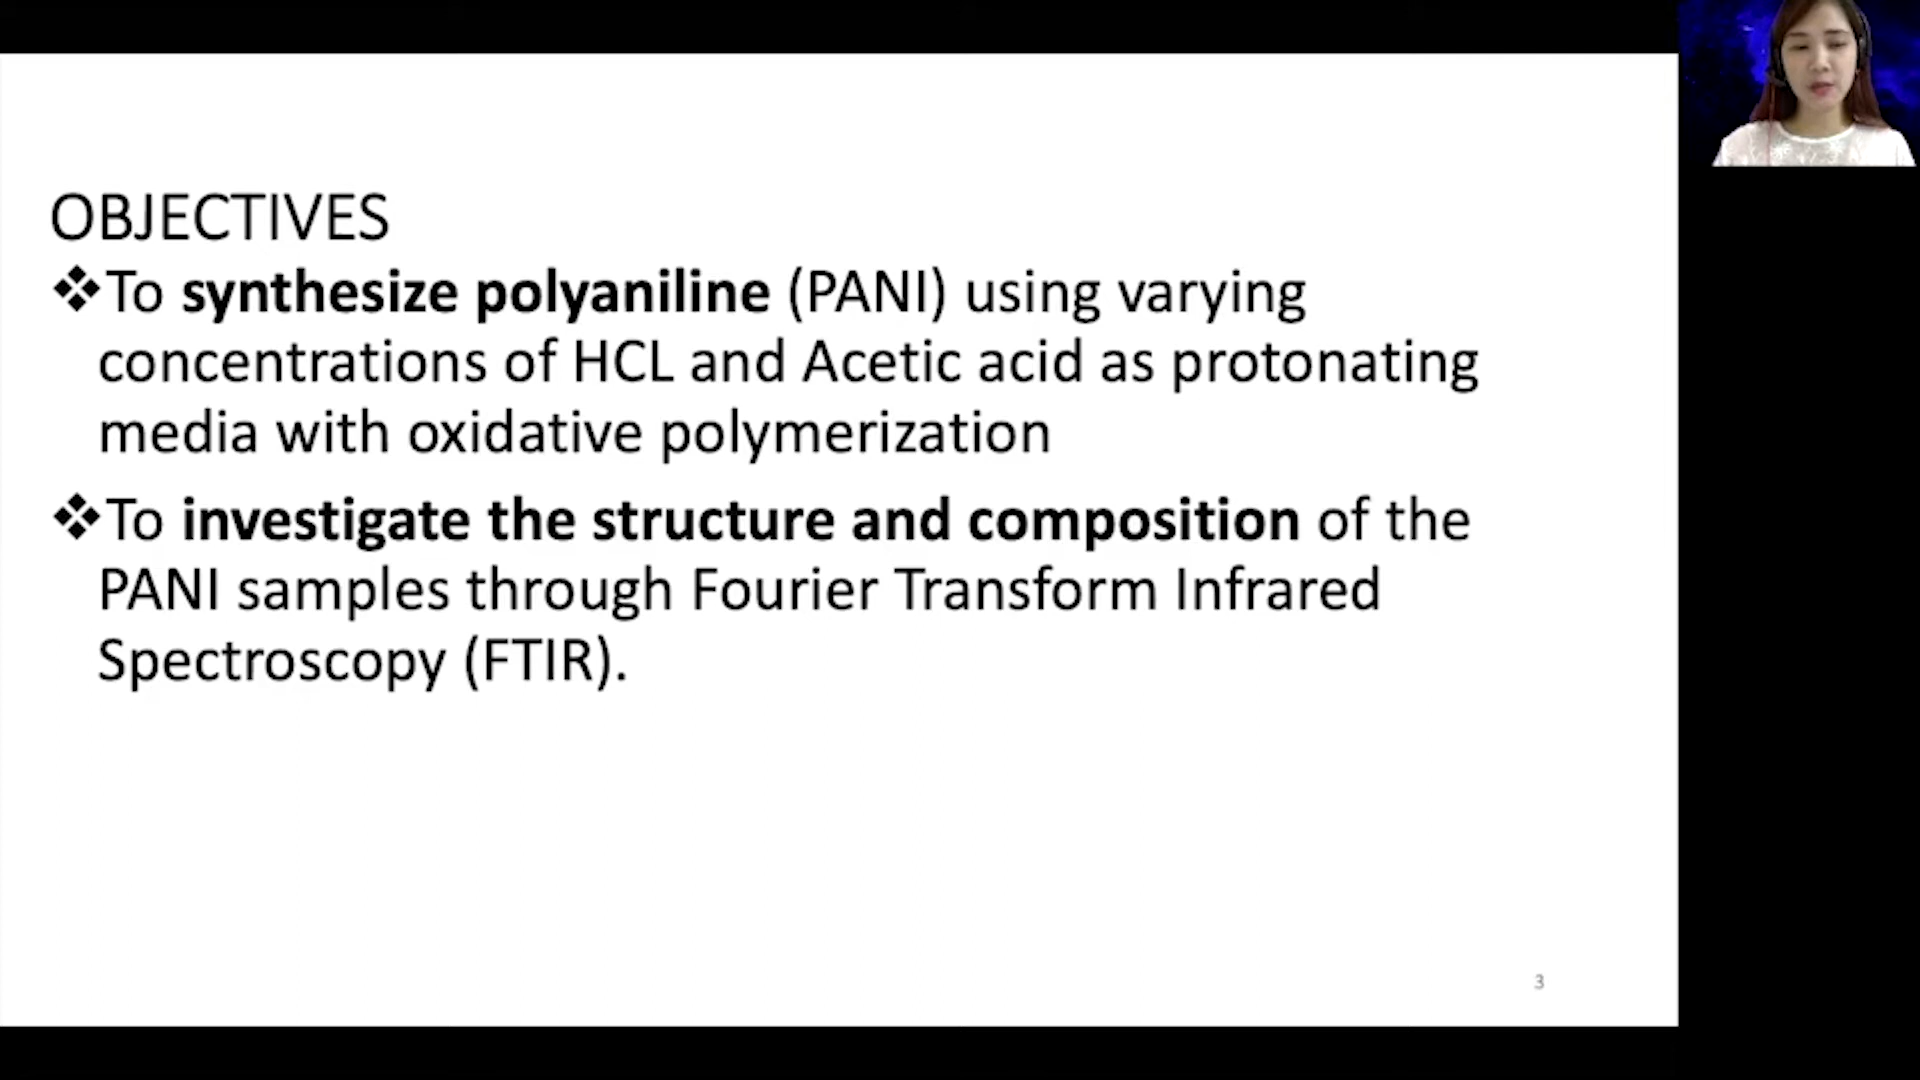 OBJECTIVES
❖To synthesize polyaniline (PANI) using varying
concentrations of HCL and Acetic acid as protonating
media with oxidative polymerization
❖To investigate the structure and composition of the
PANI samples through Fourier Transform Infrared
Spectroscopy (FTIR).
3